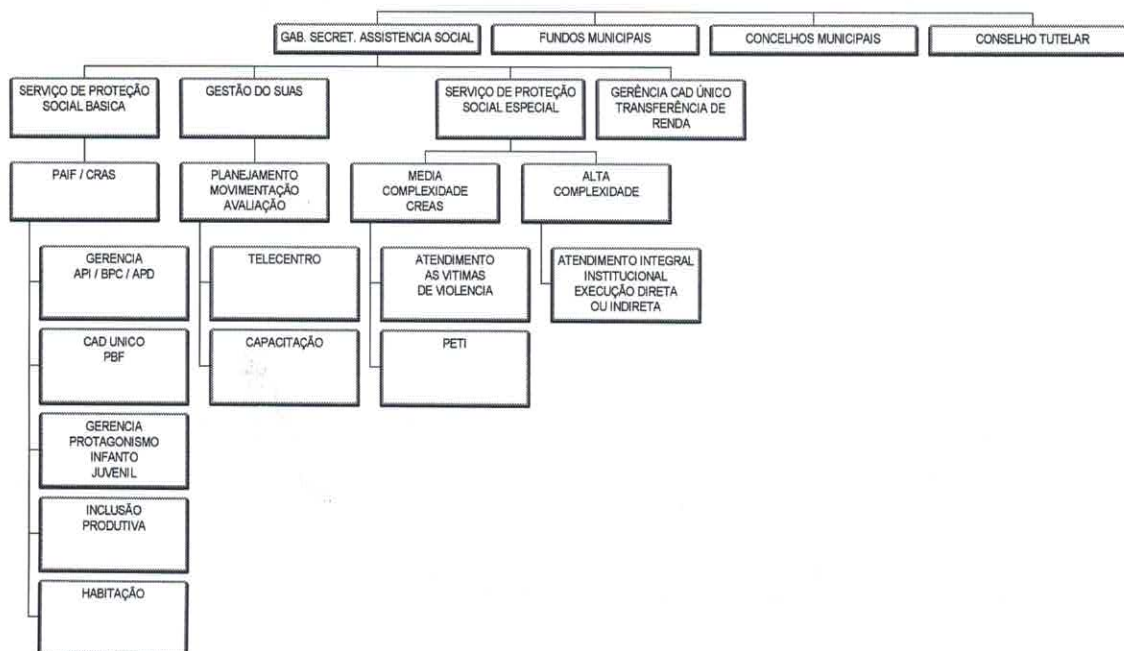 GAB. SECRET. ASSISTENCIA SOCIAL
FUNDOS MUNICIPAIS
CONCELHOS MUNICIPAIS
CONSELHO TUTELAR
SERVIÇO DE PROTEÇÃO
SOCIAL BASICA
GESTÃO DO SUAS
SERVIÇO DE PROTEÇÃO
SOCIAL ESPECIAL
GERÊNCIA CAD ÚNICO
TRANSFERÊNCIA DE
RENDA
PAIF / CRAS
PLANEJAMENTO
MOVIMENTAÇÃO
AVALIAÇÃO
MEDIA
COMPLEXIDADE
CREAS
ALTA
COMPLEXIDADE
GERENCIA
API / BPC / APD
TELECENTRO
ATENDIMENTO
AS VITIMAS
DE VIOLENCIA
ATENDIMENTO INTEGRAL
INSTITUCIONAL
EXECUÇÃO DIRETA
OU INDIRETA
CAD UNICO
PBF
CAPACITAÇÃO
PETI
GERENCIA
PROTAGONISMO
INFANTO
JUVENIL
INCLUSÃO
PRODUTIVA
HABITAÇÃO